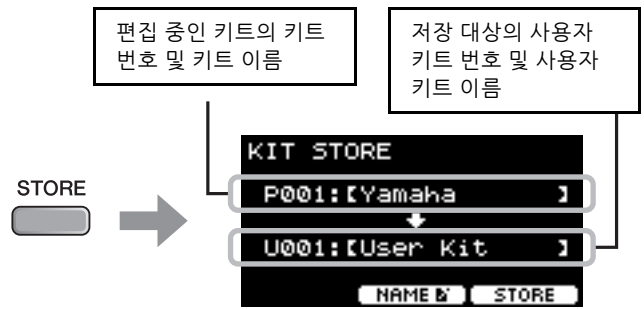 편집 중인 키트의 키트
번호 및 키트 이름
저장 대상의 사용자
키트 번호 및 사용자
키트 이름
STORE
KIT STORE
P001:[Yamaha ]
U001:[User Kit ]
NAME STORE